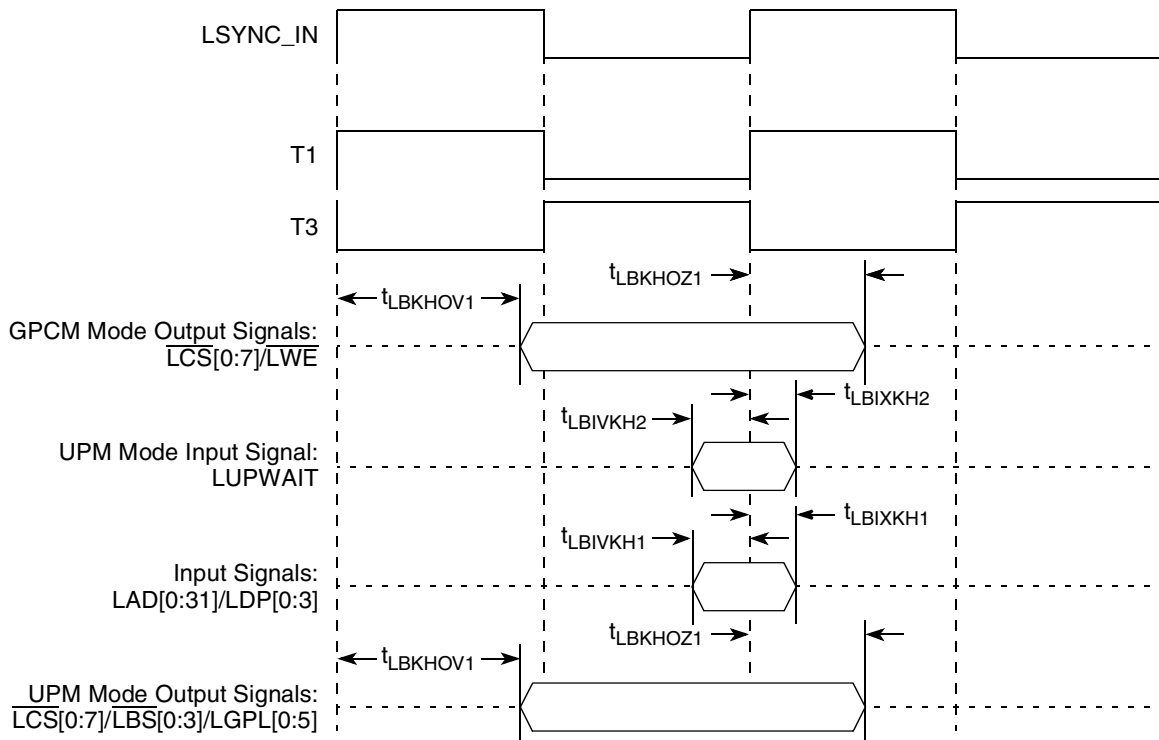 LSYNC_IN
T1
T3
tLBKHOZ1
tLBKHOV1
GPCM Mode Output Signals:
LCS[0:7]/LWE
tLBIXKH2
tLBIVKH2
UPM Mode Input Signal:
LUPWAIT
tLBIXKH1
tLBIVKH1
Input Signals:
LAD[0:31]/LDP[0:3]
tLBKHOZ1
tLBKHOV1
UPM Mode Output Signals:
LCS[0:7]/LBS[0:3]/LGPL[0:5]